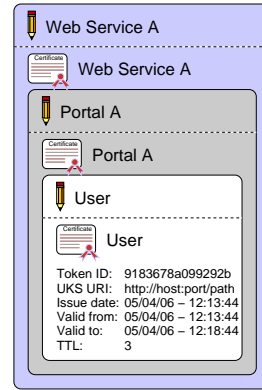 Web Service A
Certificate
Web Service A
Portal A
Certificate
Portal A
User
Certificate
User
Token ID: 9183678a099292b
UKS URI: http://host:port/path
Issue date: 05/04/06 – 12:13:44
Valid from: 05/04/06 – 12:13:44
Valid to: 05/04/06 – 12:18:44
TTL: 3